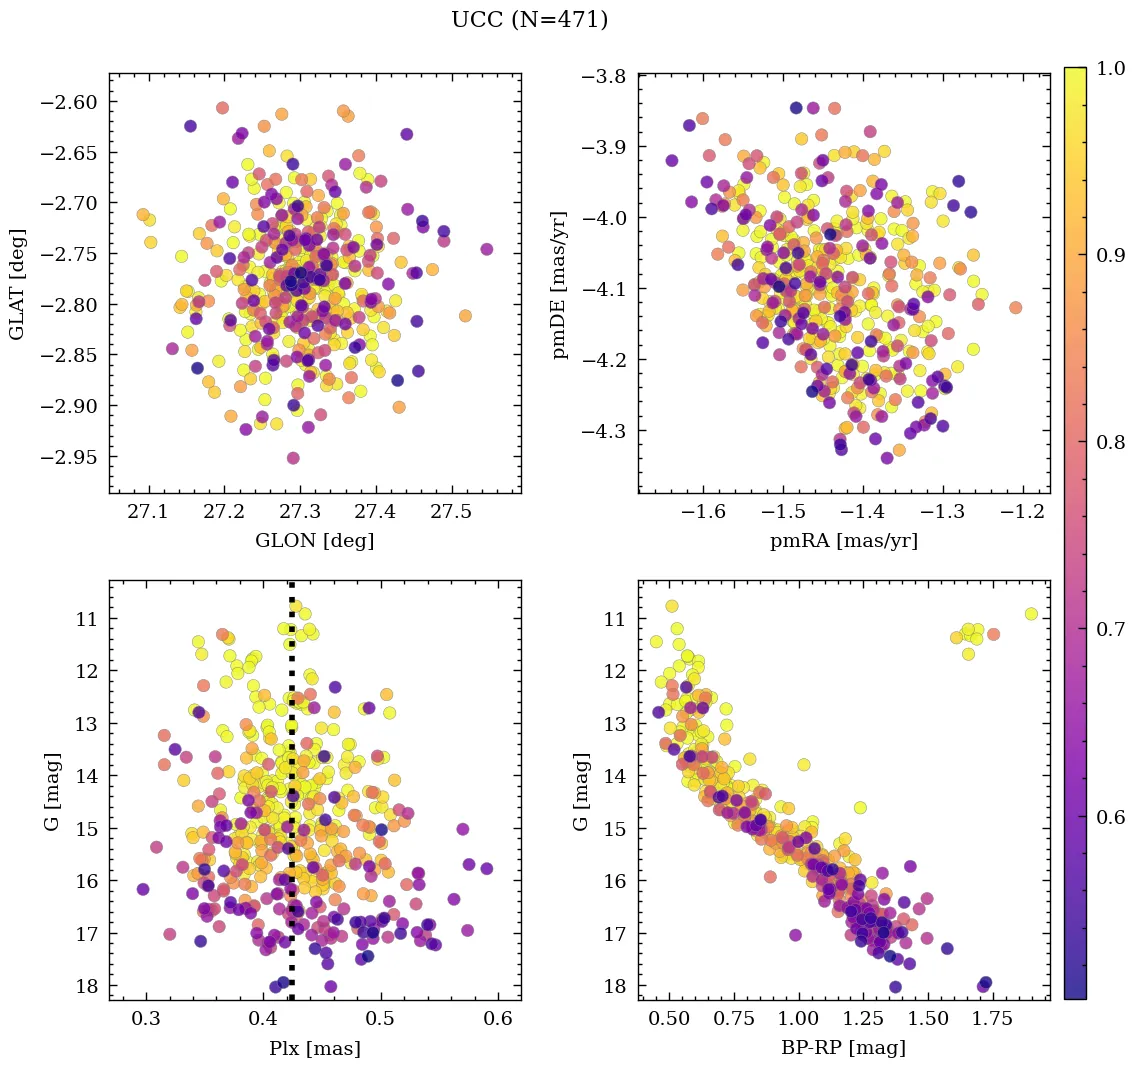 UCC (N=471)
−2.60
−2.65
−2.70
−2.75
−2.80
−2.85
−2.90
−2.95
GLAT [deg]
27.1 27.2 27.3 27.4 27.5
GLON [deg]
−3.8
−3.9
−4.0
−4.1
−4.2
−4.3
pmDE [mas/yr]
−1.6 −1.5 −1.4 −1.3 −1.2
pmRA [mas/yr]
1.0
0.9
0.8
0.7
0.6
11
12
13
14
15
16
17
18
G [mag]
0.3 0.4 0.5 0.6
Plx [mas]
11
12
13
14
15
16
17
18
G [mag]
0.50 0.75 1.00 1.25 1.50 1.75
BP-RP [mag]